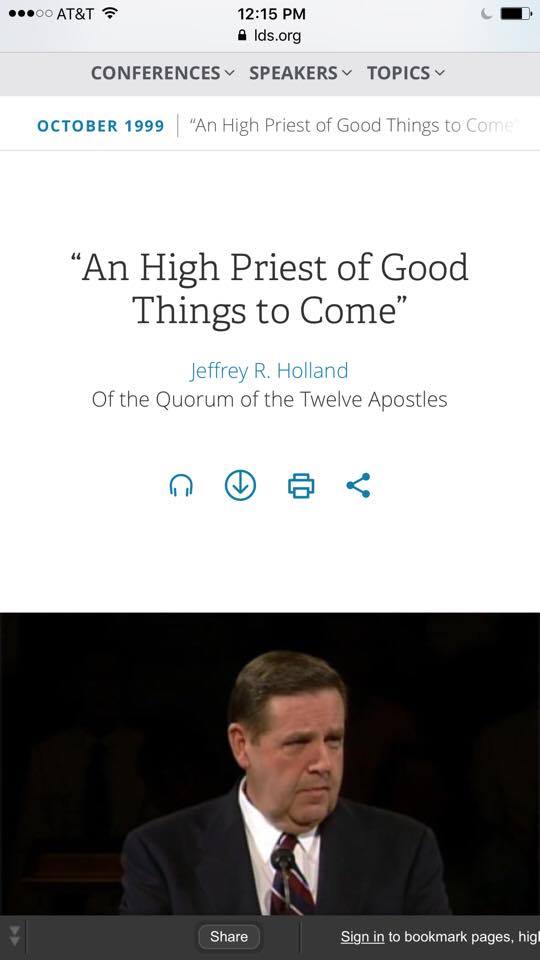 AT&T 12:15 PM
lds.org
CONFERENCES SPEAKERS TOPICS
OCTOBER 1999 “An High Priest of Good Things to Come”
“An High Priest of Good
Things to Come”
Jeffrey R. Holland
Of the Quorum of the Twelve Apostles
Share Sign in to bookmark pages, hig